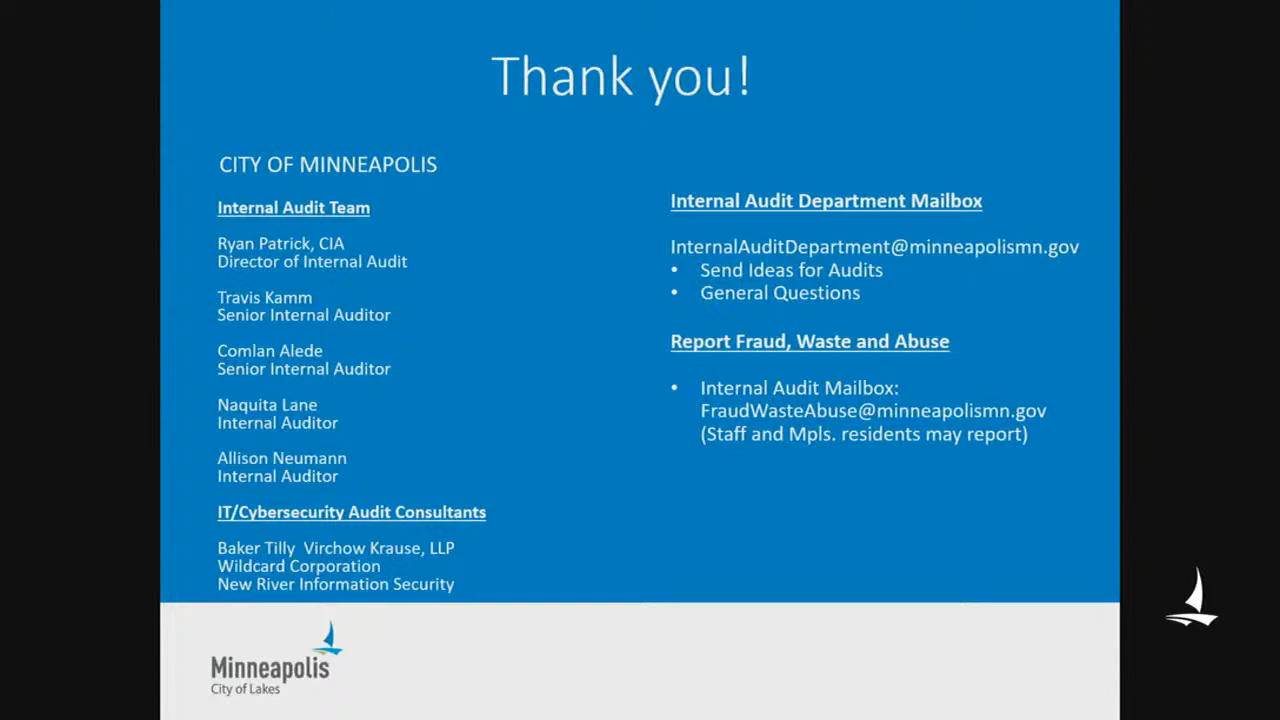 Thank you!
CITY OF MINNEAPOLIS
Internal Audit Team
Ryan Patrick, CIA
Director of Internal Audit
Travis Kamm
Senior Internal Auditor
Comlan Alede
Senior Internal Auditor
Naquita Lane
Internal Auditor
Allison Neumann
Internal Auditor
IT/Cybersecurity Audit Consultants
Baker Tilly  Virchow Krause, LLP
Wildcard Corporation
New River Information Security
Internal Audit Department Mailbox
InternalAuditDepartment@minneapolismn.gov
• Send Ideas for Audits
• General Questions
Report Fraud, Waste and Abuse
• Internal Audit Mailbox:
FraudWasteAbuse@minneapolismn.gov
(Staff and Mpls. residents may report)
Minneapolis
City of Lakes